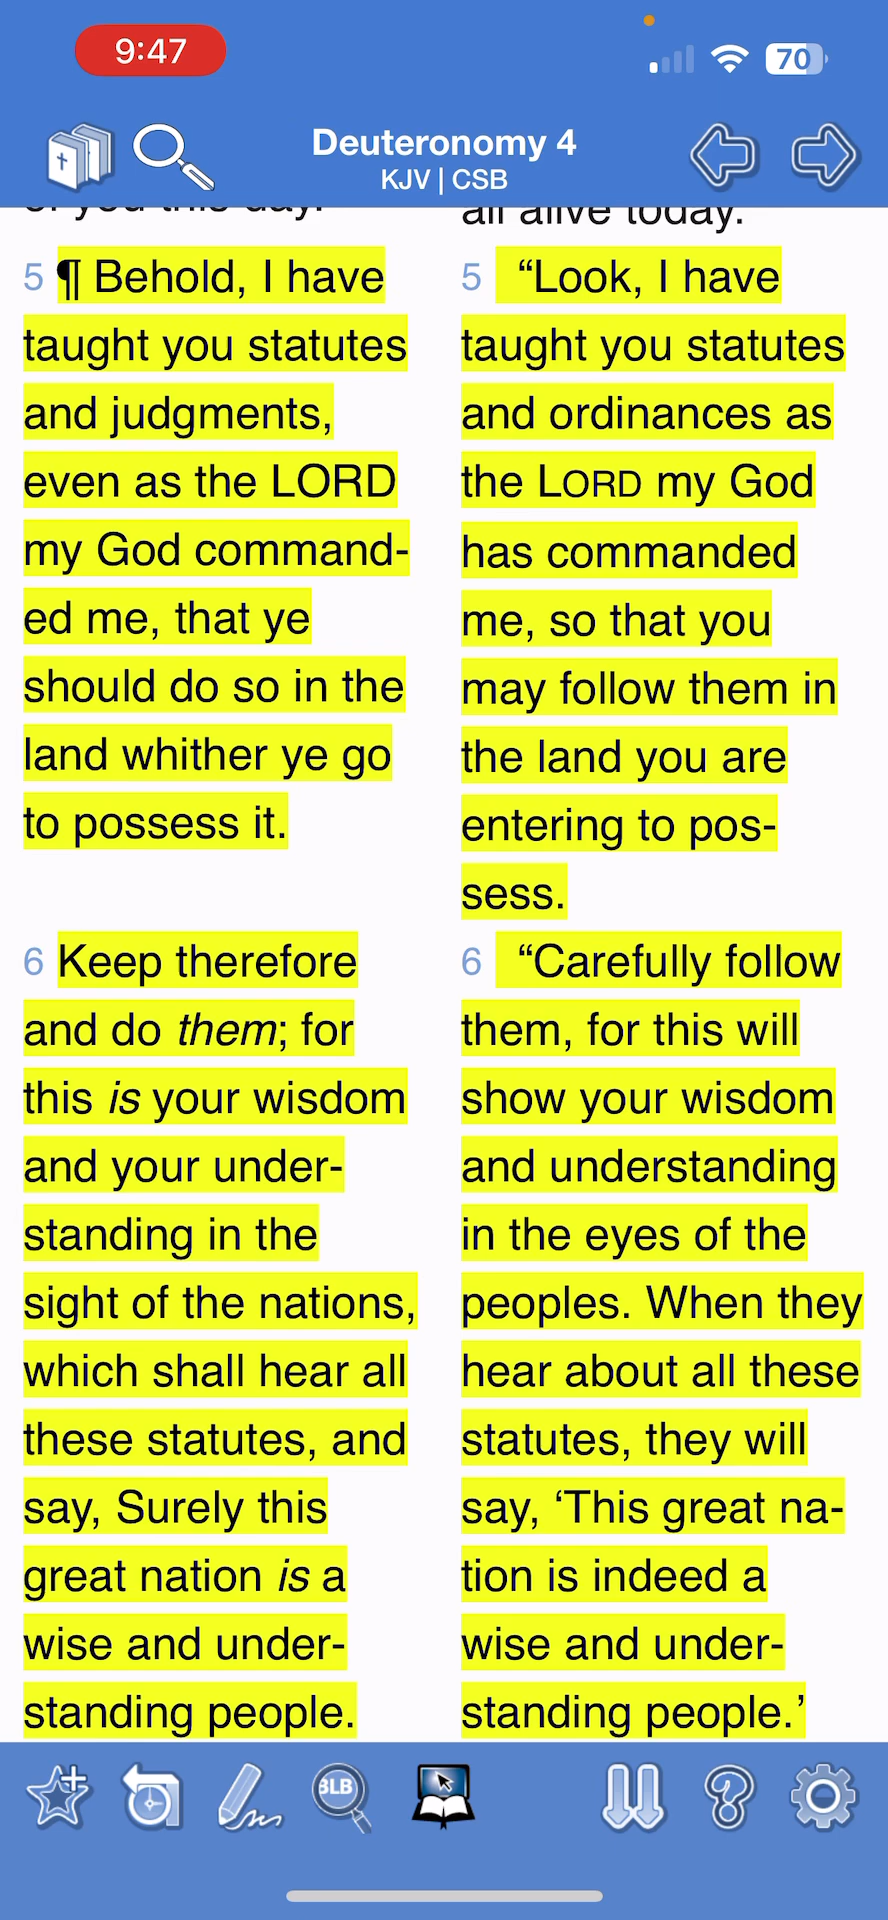 9:47
70
Deuteronomy 4
KJV | CSB
of you this day.
5 ¶ Behold, I have
taught you statutes
and judgments,
even as the LORD
my God command-
ed me, that ye
should do so in the
land whither ye go
to possess it.
6 Keep therefore
and do them; for
this is your wisdom
and your under-
standing in the
sight of the nations,
which shall hear all
these statutes, and
say, Surely this
great nation is a
wise and under-
standing people.
all alive today.
5 “Look, I have
taught you statutes
and ordinances as
the LORD my God
has commanded
me, so that you
may follow them in
the land you are
entering to pos-
sess.
6 “Carefully follow
them, for this will
show your wisdom
and understanding
in the eyes of the
peoples. When they
hear about all these
statutes, they will
say, ‘This great na-
tion is indeed a
wise and under-
standing people.’
BLB